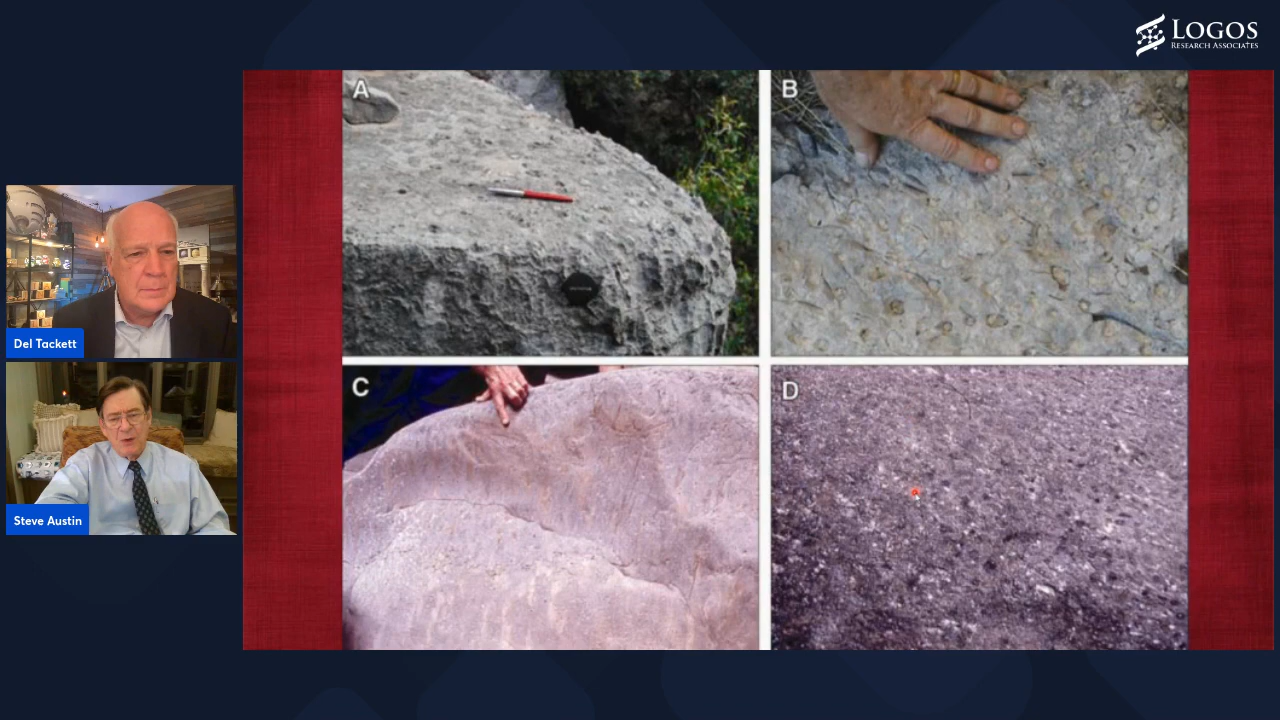 LOGOS
RESEARCH ASSOCIATES
A
B
Del Tackett
C
D
Steve Austin